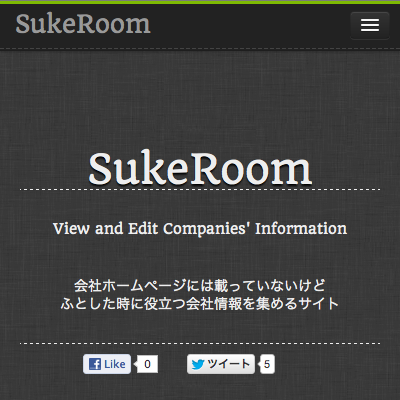 SukeRoom
SukeRoom
View and Edit Companies' Information
会社ホームページには載っていないけど
ふとした時に役立つ会社情報を集めるサイト
Like 0 ツイート 5